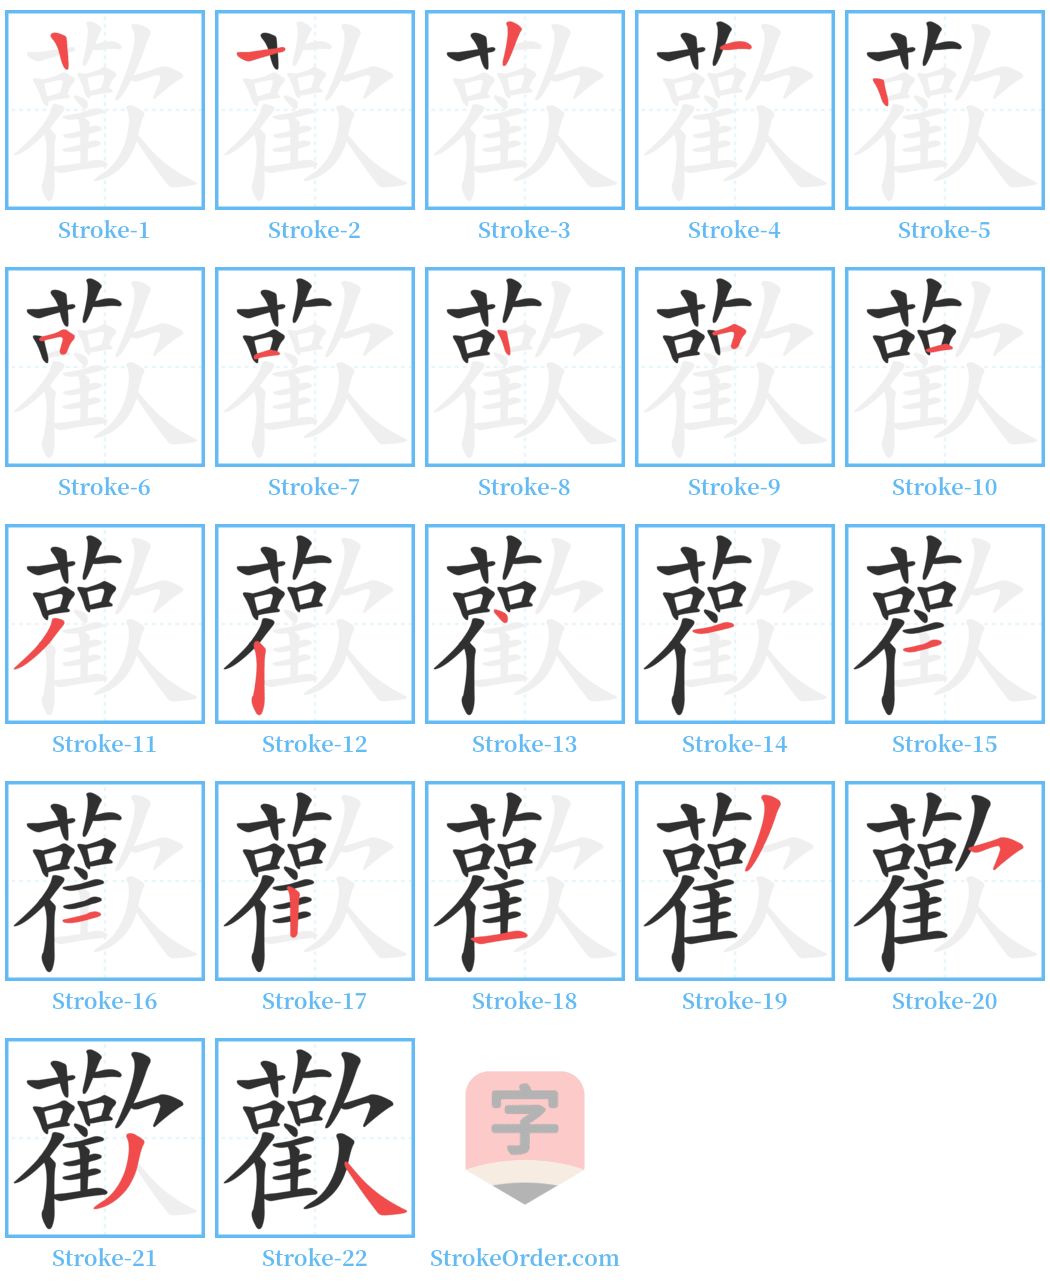 歡
Stroke-1 Stroke-2 Stroke-3 Stroke-4 Stroke-5
Stroke-6 Stroke-7 Stroke-8 Stroke-9 Stroke-10
Stroke-11 Stroke-12 Stroke-13 Stroke-14 Stroke-15
Stroke-16 Stroke-17 Stroke-18 Stroke-19 Stroke-20
字
Stroke-21 Stroke-22 StrokeOrder.com